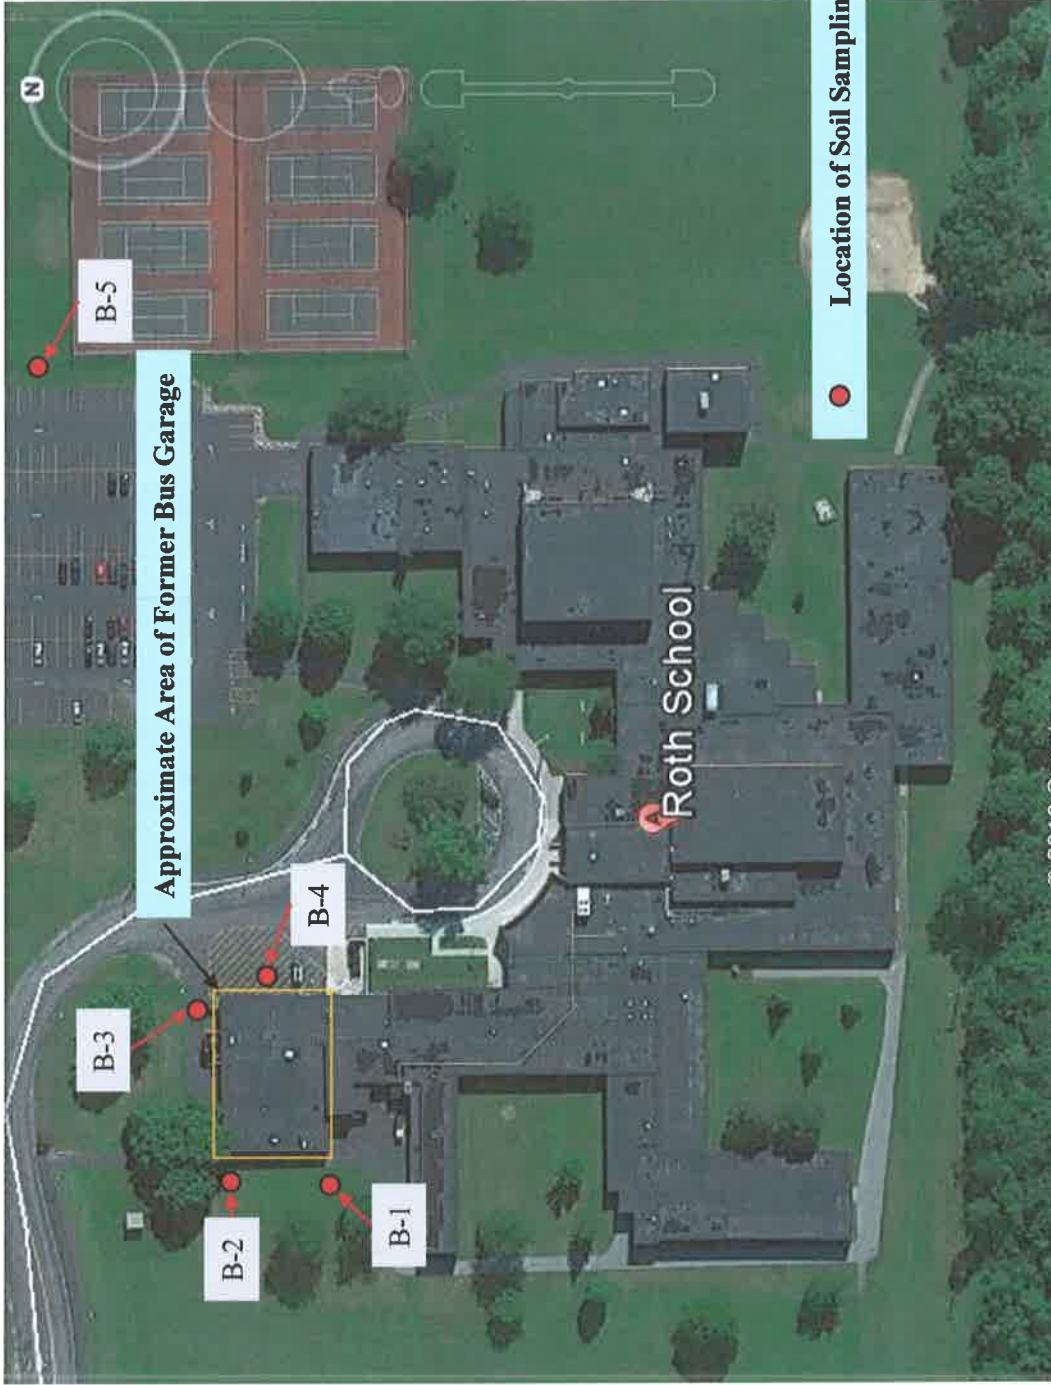 N
B-5
Approximate Area of Former Bus Garage
B-3
B-4
B-2
B-1
Roth School
A
Location of Soil Samplin